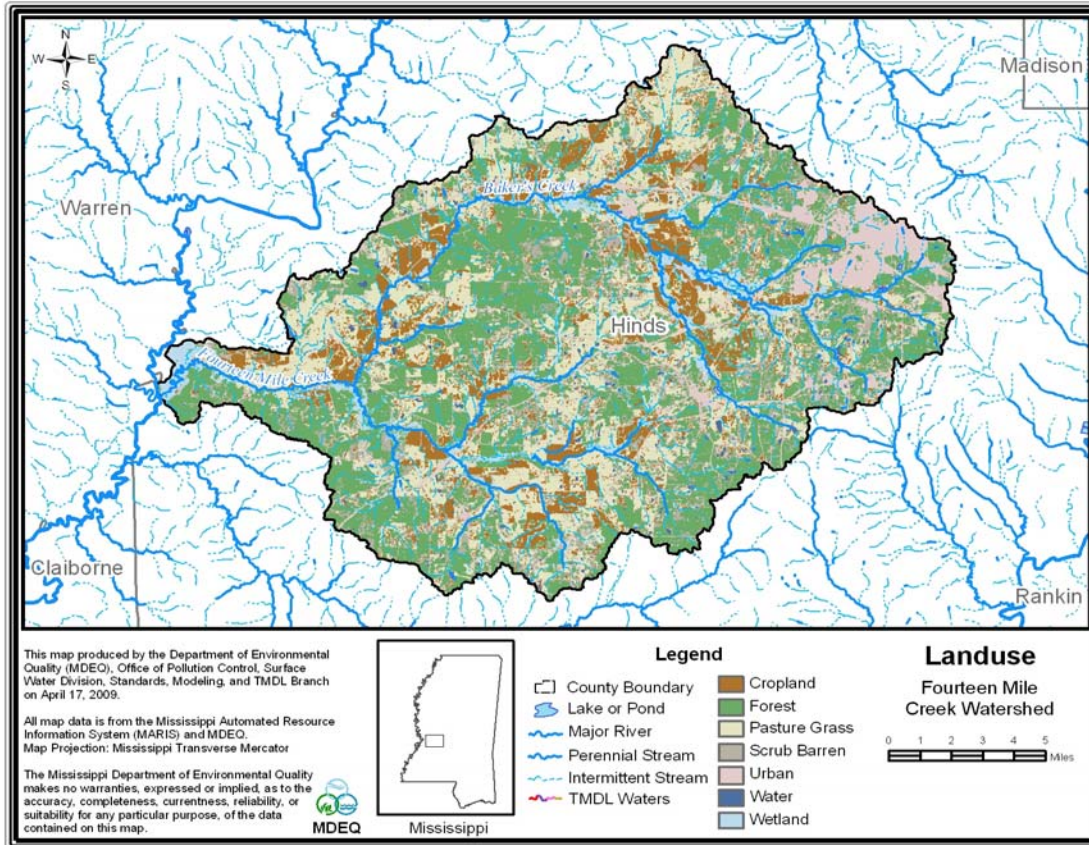 N
W E
S
Madison
Warren
Baker's Creek
Hinds
Fourteen Mile Creek
Claiborne
Rankin
This map produced by the Department of Environmental
Quality (MDEQ), Office of Pollution Control, Surface
Water Division, Standards, Modeling, and TMDL Branch
on April 17, 2009.
All map data is from the Mississippi Automated Resource
Information System (MARIS) and MDEQ.
Map Projection: Mississippi Transverse Mercator
The Mississippi Department of Environmental Quality
makes no warranties, expressed or implied, as to the
accuracy, completeness, currentness, reliability, or
suitability for any particular purpose, of the data
contained on this map.
MDEQ
Mississippi
Legend
County Boundary
Lake or Pond
Major River
Perennial Stream
Intermittent Stream
TMDL Waters
Cropland
Forest
Pasture Grass
Scrub Barren
Urban
Water
Wetland
Landuse
Fourteen Mile
Creek Watershed
0 1 2 3 4 5
Miles